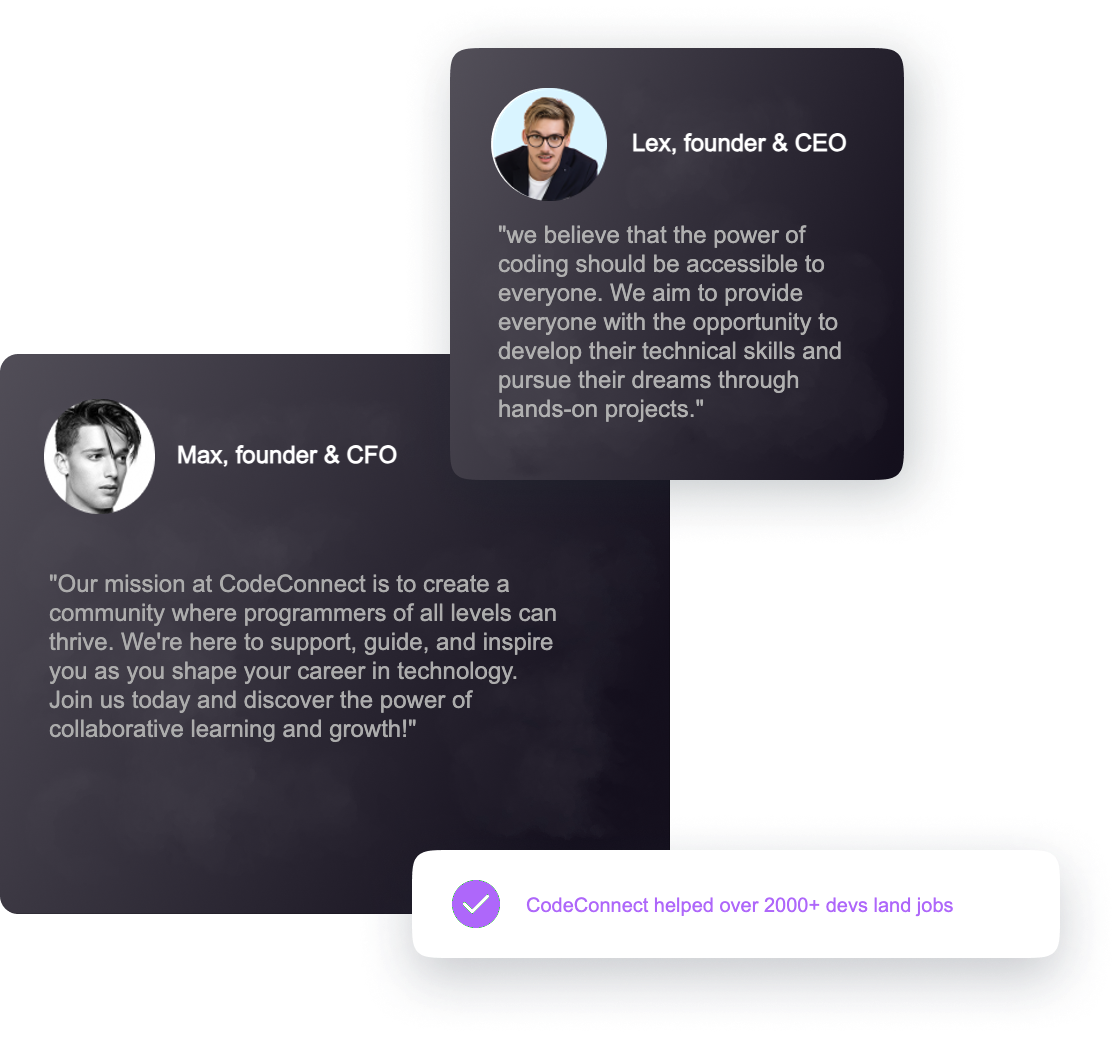 Lex, founder & CEO
"we believe that the power of
coding should be accessible to
everyone. We aim to provide
everyone with the opportunity to
develop their technical skills and
pursue their dreams through
hands-on projects."
Max, founder & CFO
"Our mission at CodeConnect is to create a
community where programmers of all levels can
thrive. We're here to support, guide, and inspire
you as you shape your career in technology.
Join us today and discover the power of
collaborative learning and growth!"
CodeConnect helped over 2000+ devs land jobs